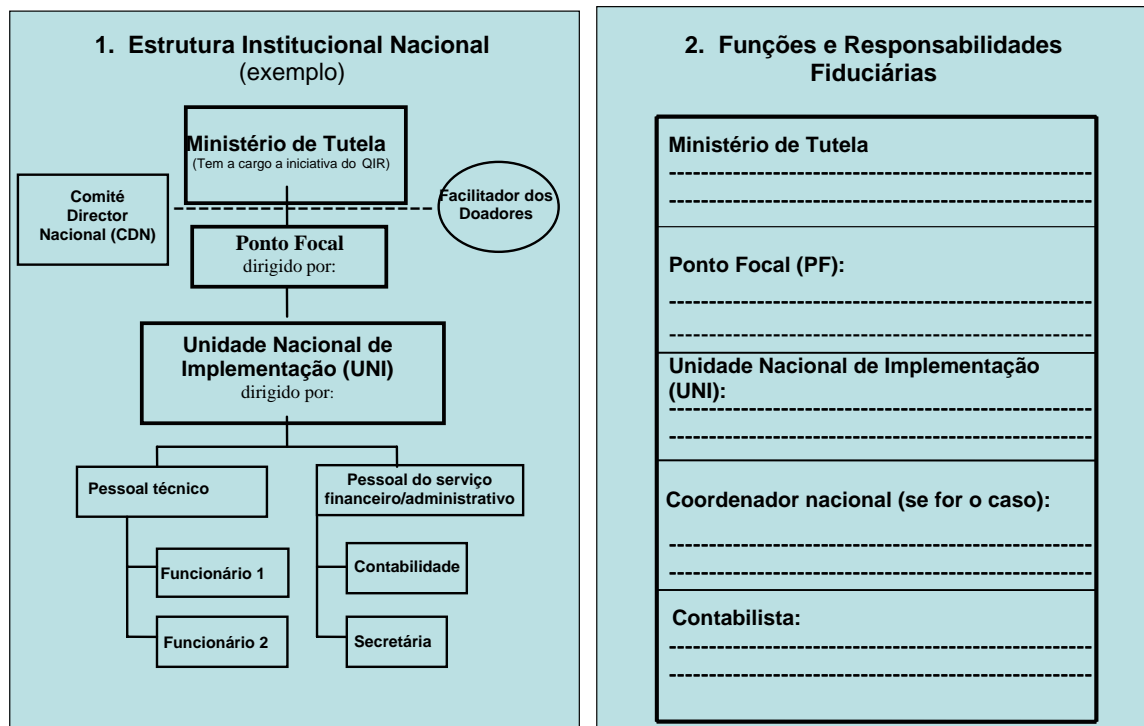 1. Estrutura Institucional Nacional
(exemplo)
Ministério de Tutela
(Tem a cargo a iniciativa do QIR)
Comité
Director
Nacional (CDN)
Facilitador dos
Doadores
Ponto Focal
dirigido por:
Unidade Nacional de
Implementação (UNI)
dirigido por:
Pessoal técnico
Pessoal do serviço
financeiro/administrativo
Funcionário 1
Contabilidade
Funcionário 2
Secretária
2. Funções e Responsabilidades
Fiduciárias
Ministério de Tutela
Ponto Focal (PF):
Unidade Nacional de Implementação
(UNI):
Coordenador nacional (se for o caso):
Contabilista: